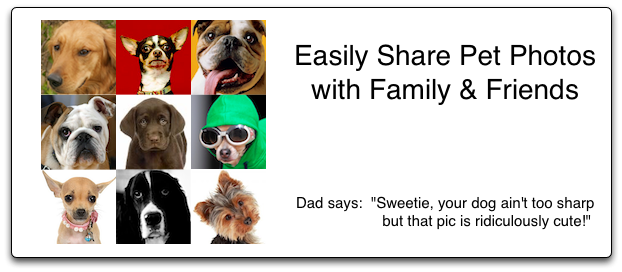 Easily Share Pet Photos
with Family & Friends
Dad says:  "Sweetie, your dog ain't too sharp
but that pic is ridiculously cute!"